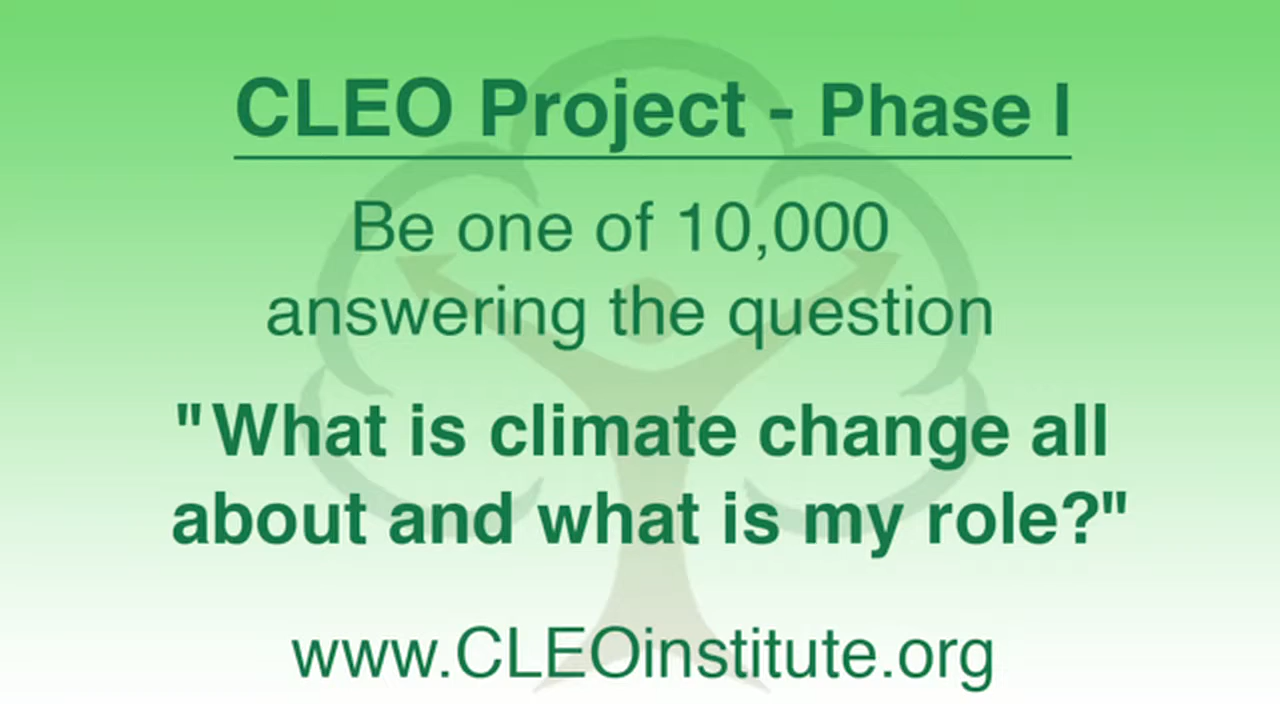 CLEO Project - Phase I
Be one of 10,000
answering the question
"What is climate change all
about and what is my role?"
www.CLEOinstitute.org